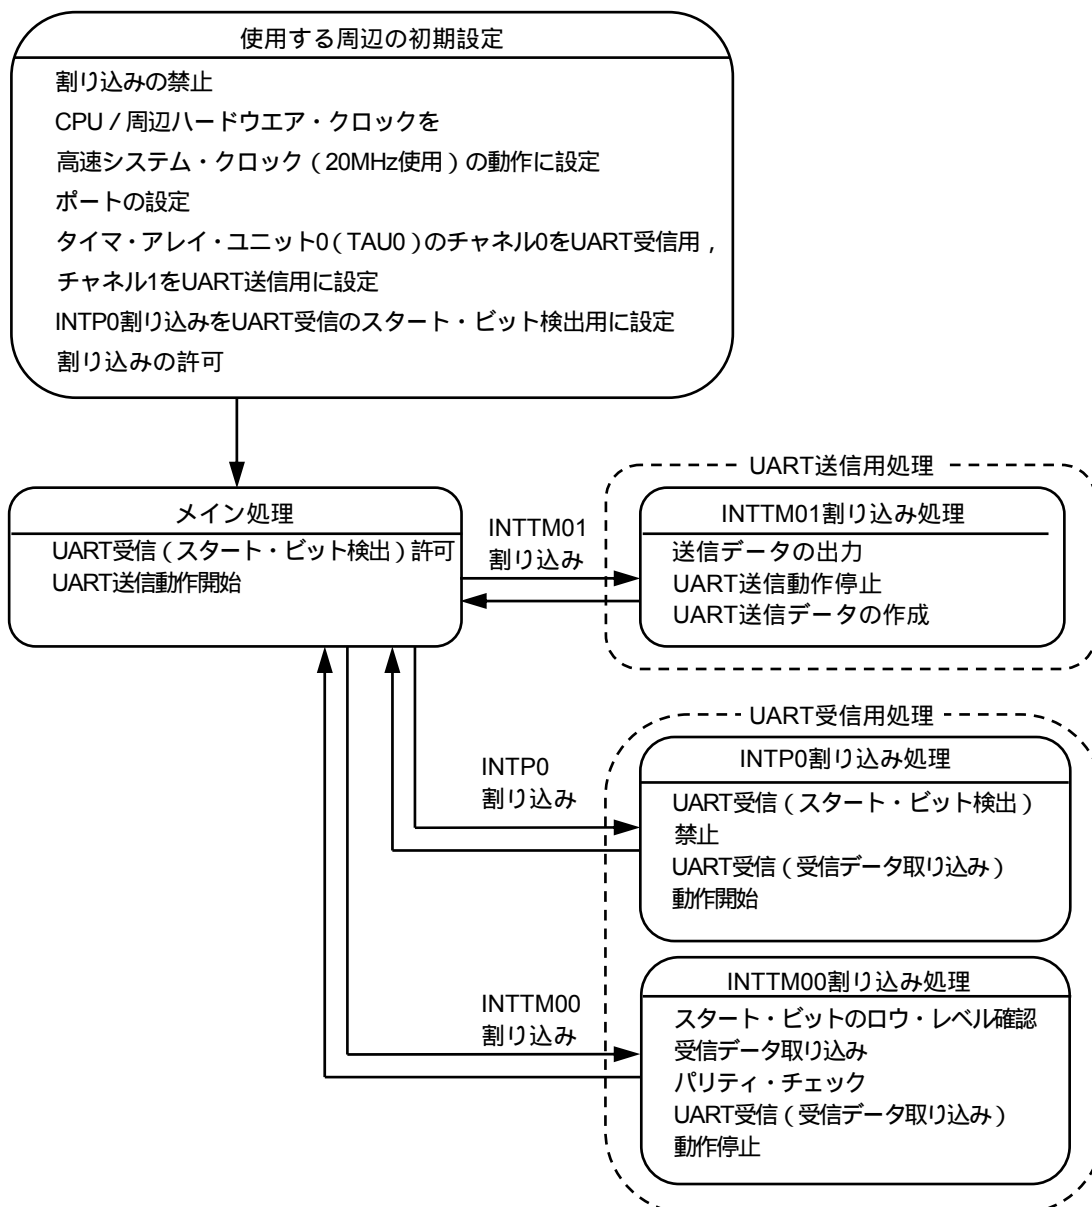 使用する周辺の初期設定
割り込みの禁止
CPU / 周辺ハードウエア・クロックを
高速システム・クロック（20MHz使用）の動作に設定
ポートの設定
タイマ・アレイ・ユニット0（TAU0）のチャネル0をUART受信用，
チャネル1をUART送信用に設定
INTP0割り込みをUART受信のスタート・ビット検出用に設定
割り込みの許可
メイン処理
UART受信（スタート・ビット検出）許可
UART送信動作開始
INTTM01
割り込み
UART送信用処理
INTTM01割り込み処理
送信データの出力
UART送信動作停止
UART送信データの作成
UART受信用処理
INTP0
割り込み
INTP0割り込み処理
UART受信（スタート・ビット検出）
禁止
UART受信（受信データ取り込み）
動作開始
INTTM00
割り込み
INTTM00割り込み処理
スタート・ビットのロウ・レベル確認
受信データ取り込み
パリティ・チェック
UART受信（受信データ取り込み）
動作停止